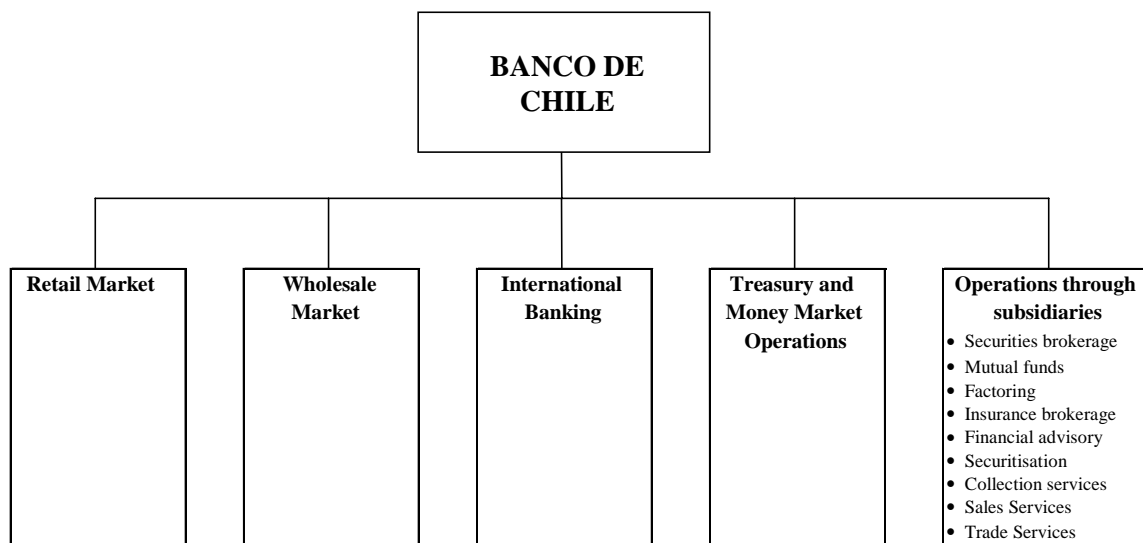 BANCO DE
CHILE
Retail Market
Wholesale
Market
International
Banking
Treasury and
Money Market
Operations
Operations through
subsidiaries
• Securities brokerage
• Mutual funds
• Factoring
• Insurance brokerage
• Financial advisory
• Securitisation
• Collection services
• Sales Services
• Trade Services